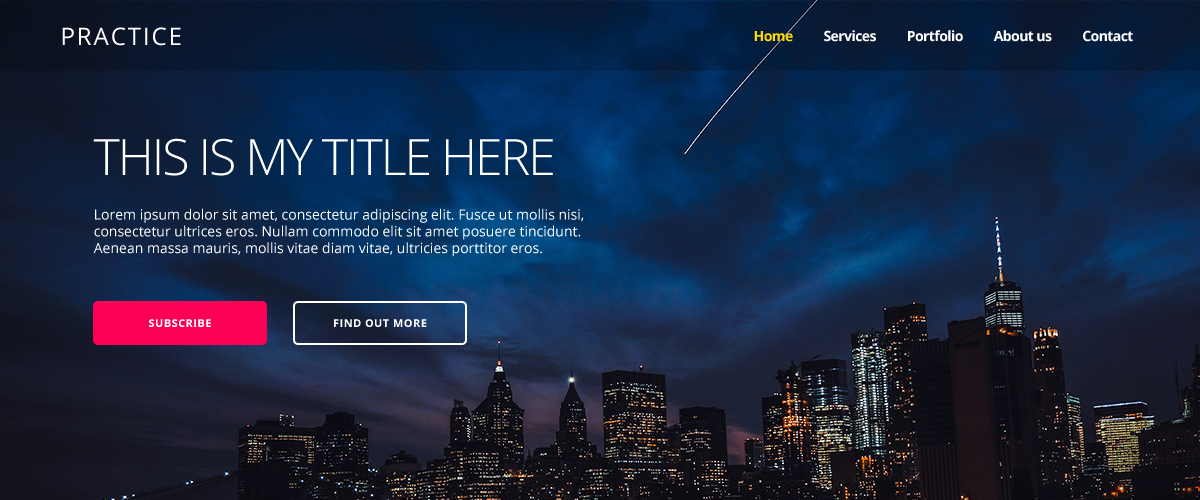 PRACTICE
Home Services Portfolio About us Contact
THIS IS MY TITLE HERE
Lorem ipsum dolor sit amet, consectetur adipiscing elit. Fusce ut mollis nisi,
consectetur ultrices eros. Nullam commodo elit sit amet posuere tincidunt.
Aenean massa mauris, mollis vitae diam vitae, ultricies porttitor eros.
SUBSCRIBE FIND OUT MORE